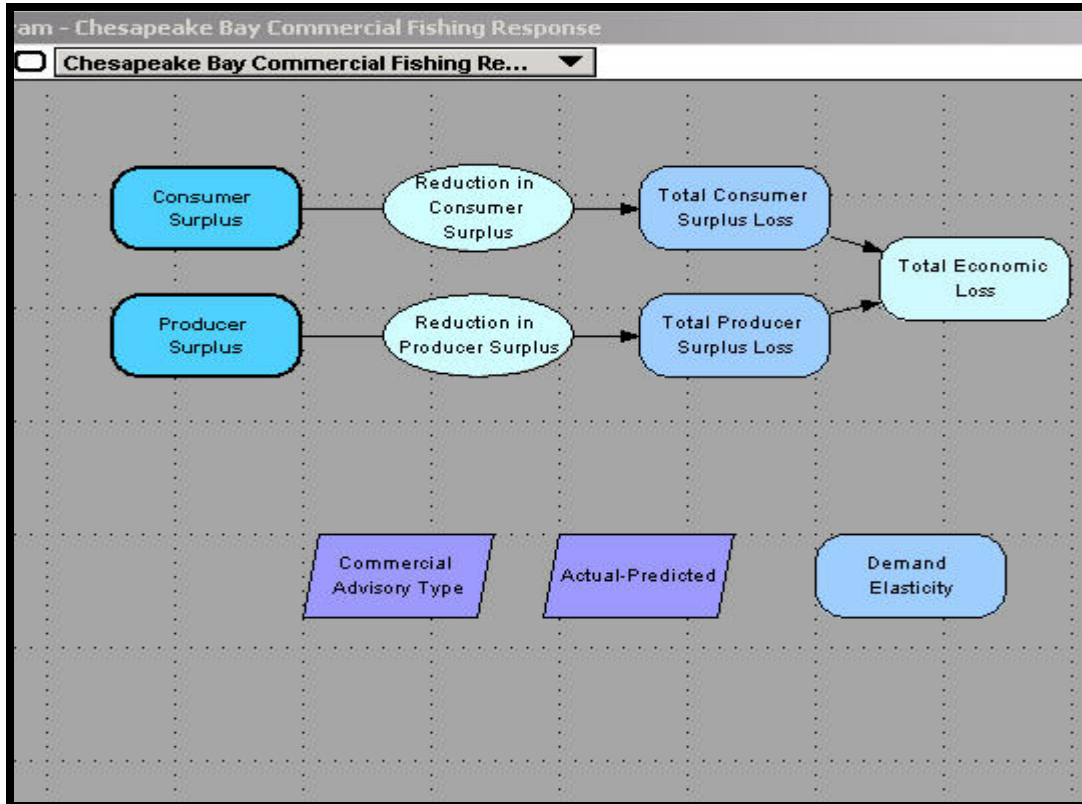 ram - Chesapeake Bay Commercial Fishing Response
Chesapeake Bay Commercial Fishing Re...
Consumer
Surplus
Reduction in
Consumer
Surplus
Total Consumer
Surplus Loss
Total Economic
Loss
Producer
Surplus
Reduction in
Producer Surplus
Total Producer
Surplus Loss
Commercial
Advisory Type
Actual-Predicted
Demand
Elasticity